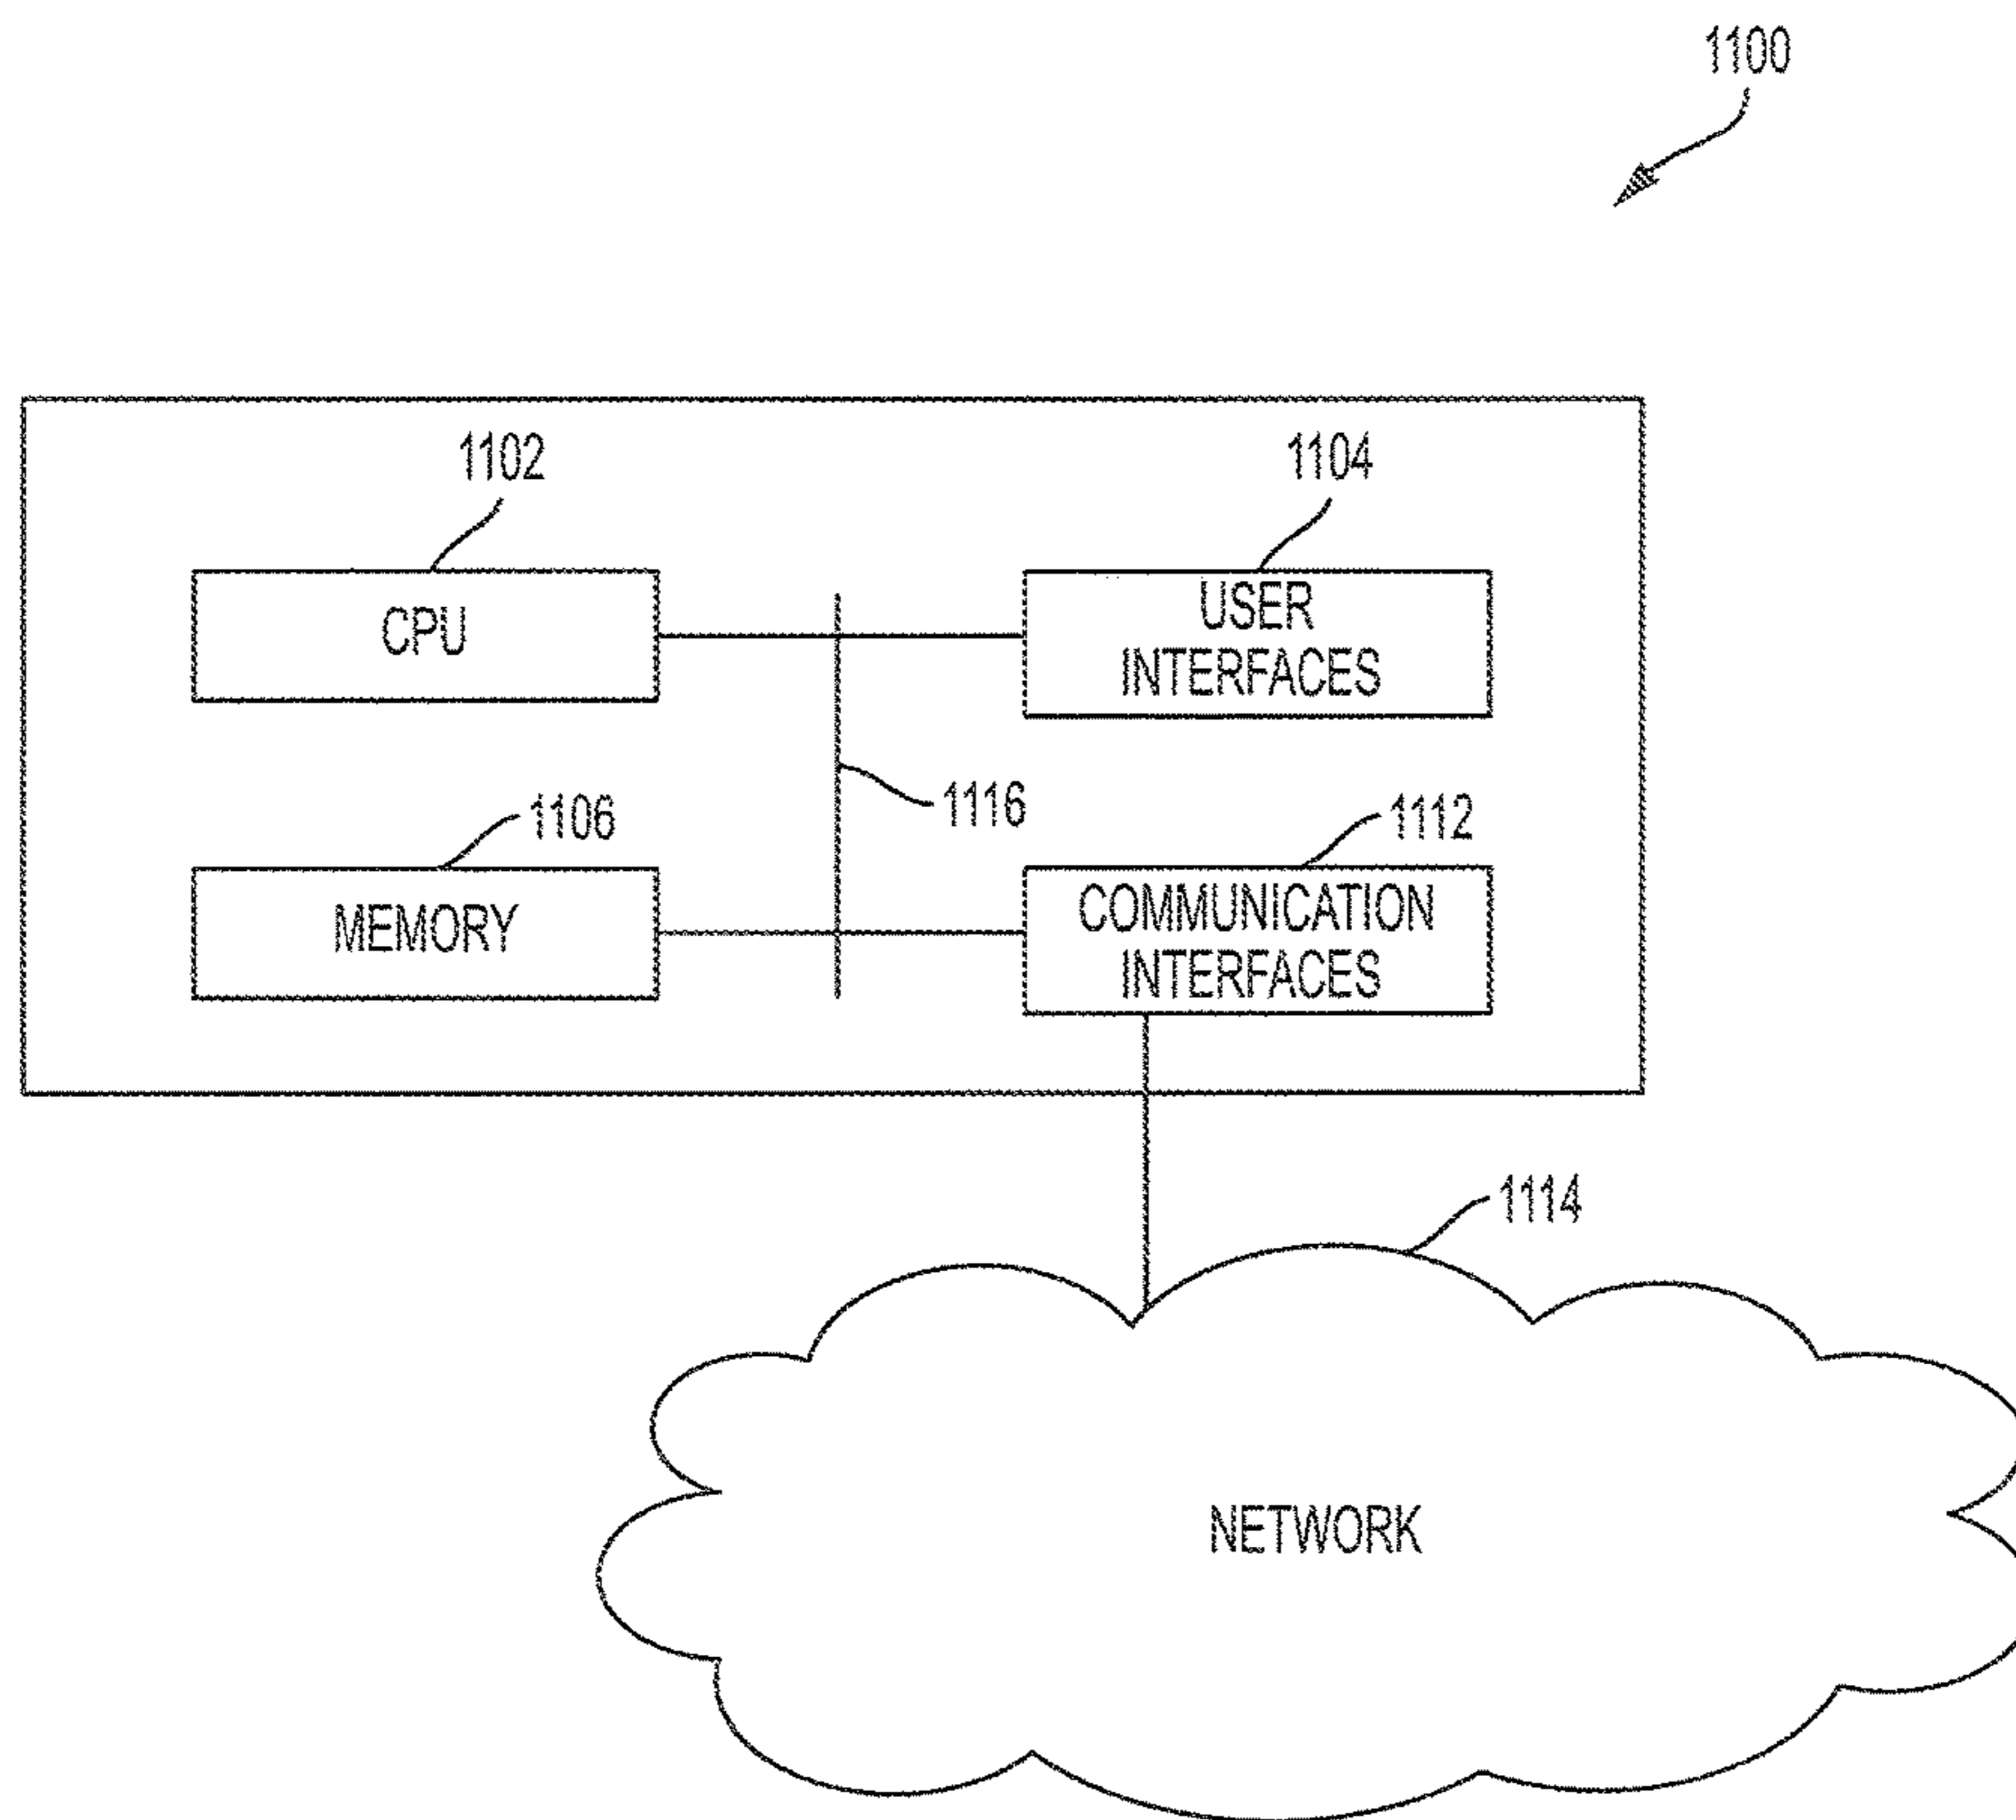 1100
1102
1104
CPU
USER
INTERFACES
1116
1106
1112
MEMORY
COMMUNICATION
INTERFACES
1114
NETWORK